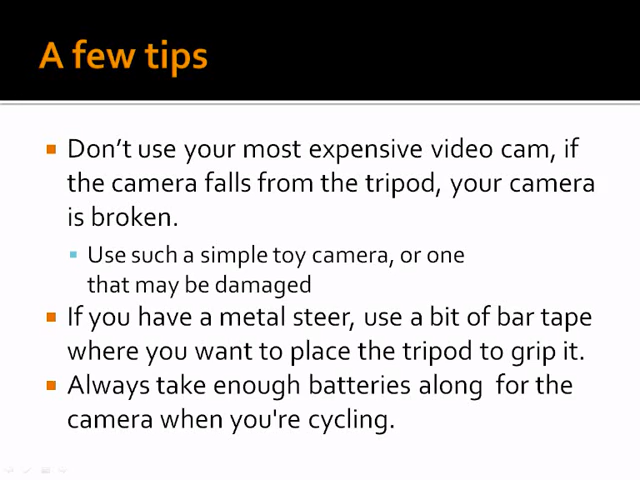 A few tips
Don't use your most expensive video cam, if
the camera falls from the tripod, your camera
is broken.
Use such a simple toy camera, or one
that may be damaged
If you have a metal steer, use a bit of bar tape
where you want to place the tripod to grip it.
Always take enough batteries along for the
camera when you're cycling.